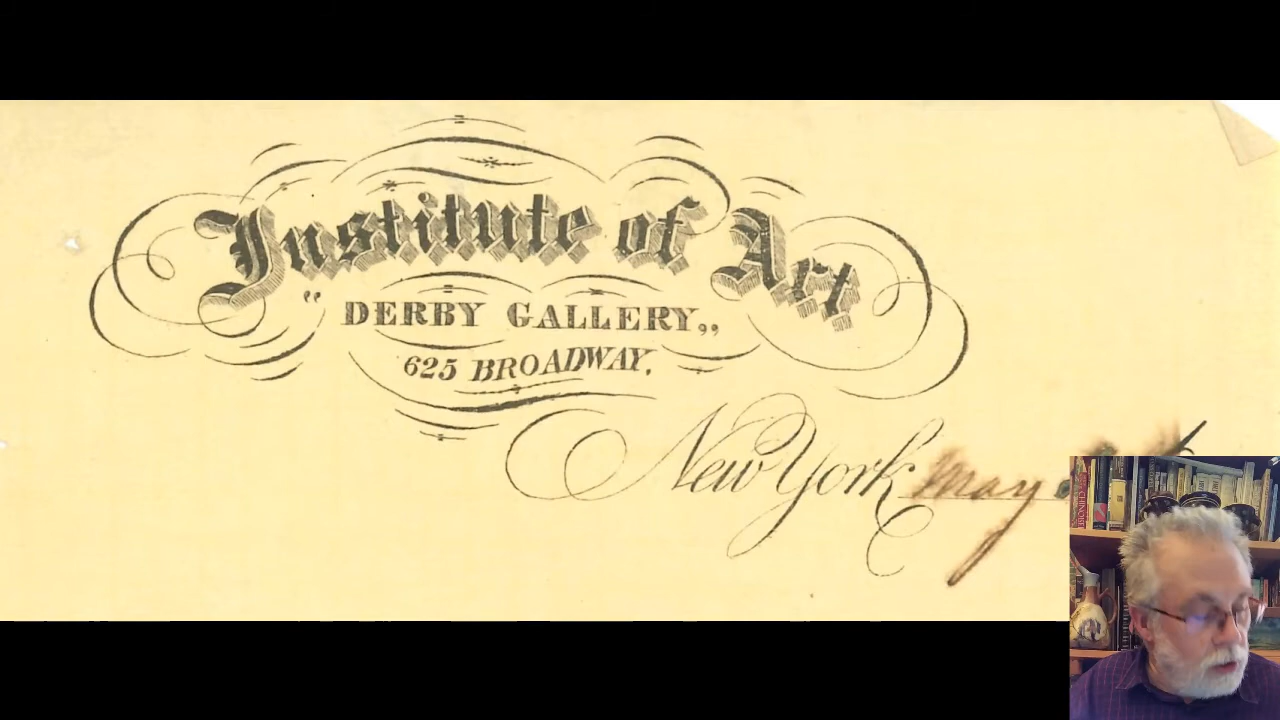 Institute of Art
" DERBY GALLERY,,
625 BROADWAY.
New York May